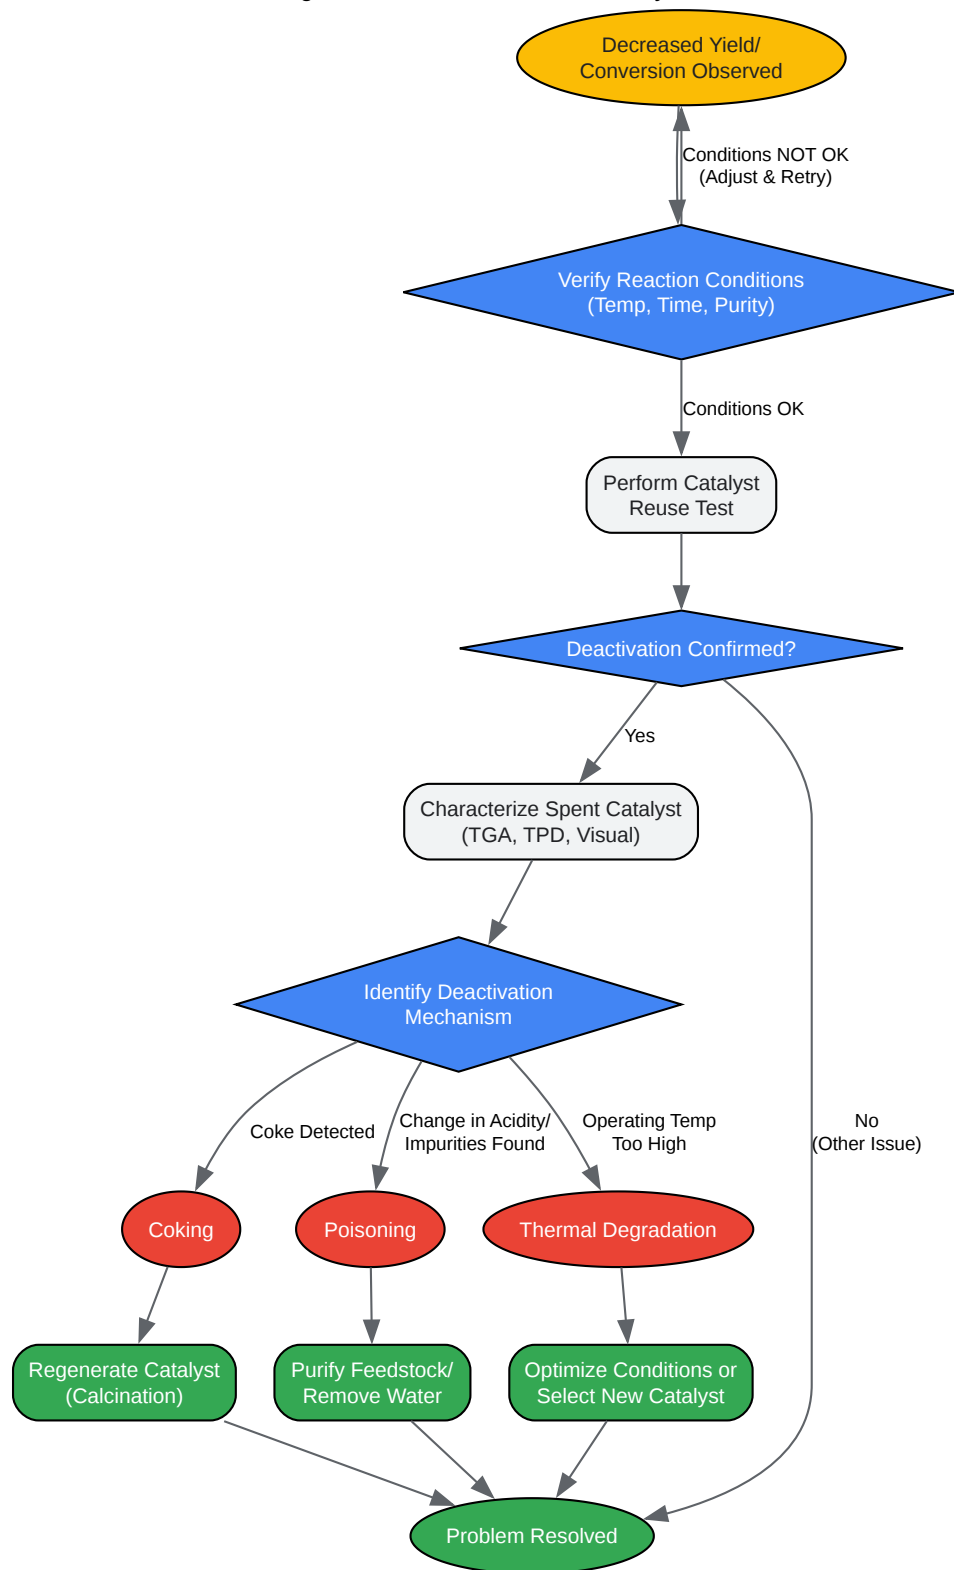 Decreased Yield/
Conversion Observed
Conditions NOT OK
(Adjust & Retry)
Verify Reaction Conditions
(Temp, Time, Purity)
Conditions OK
Perform Catalyst
Reuse Test
Deactivation Confirmed?
Yes
Characterize Spent Catalyst
(TGA, TPD, Visual)
Identify Deactivation
Mechanism
Coke Detected
Change in Acidity/
Impurities Found
Operating Temp
Too High
No
(Other Issue)
Coking
Poisoning
Thermal Degradation
Regenerate Catalyst
(Calcination)
Purify Feedstock/
Remove Water
Optimize Conditions or
Select New Catalyst
Problem Resolved